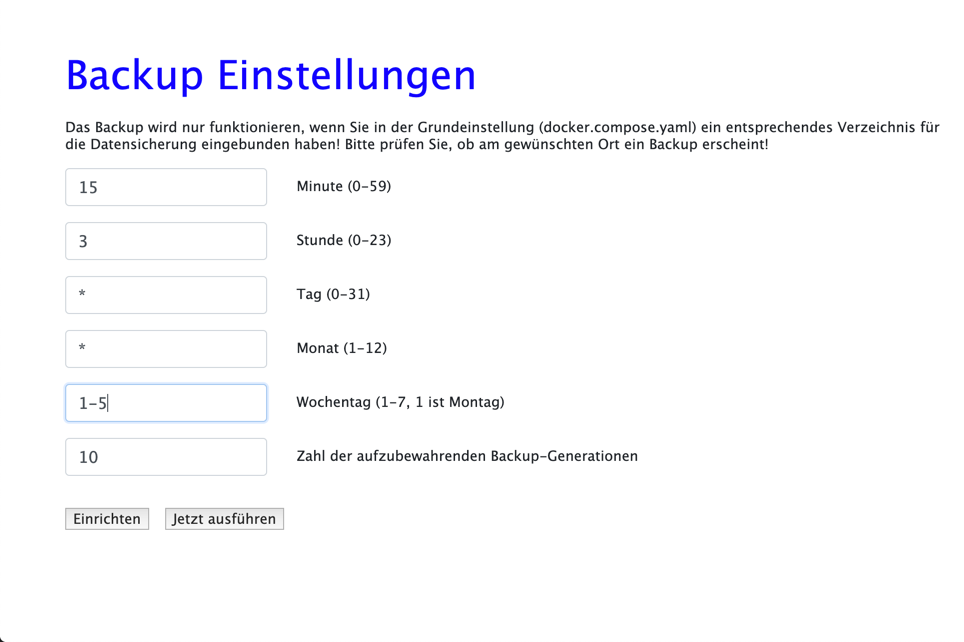 Backup Einstellungen
Das Backup wird nur funktionieren, wenn Sie in der Grundeinstellung (docker.compose.yaml) ein entsprechendes Verzeichnis für
die Datensicherung eingebunden haben! Bitte prüfen Sie, ob am gewünschten Ort ein Backup erscheint!
15 Minute (0-59)
3 Stunde (0-23)
* Tag (0-31)
* Monat (1-12)
1-5 Wochentag (1-7, 1 ist Montag)
10 Zahl der aufzubewahrenden Backup-Generationen
Einrichten Jetzt ausführen